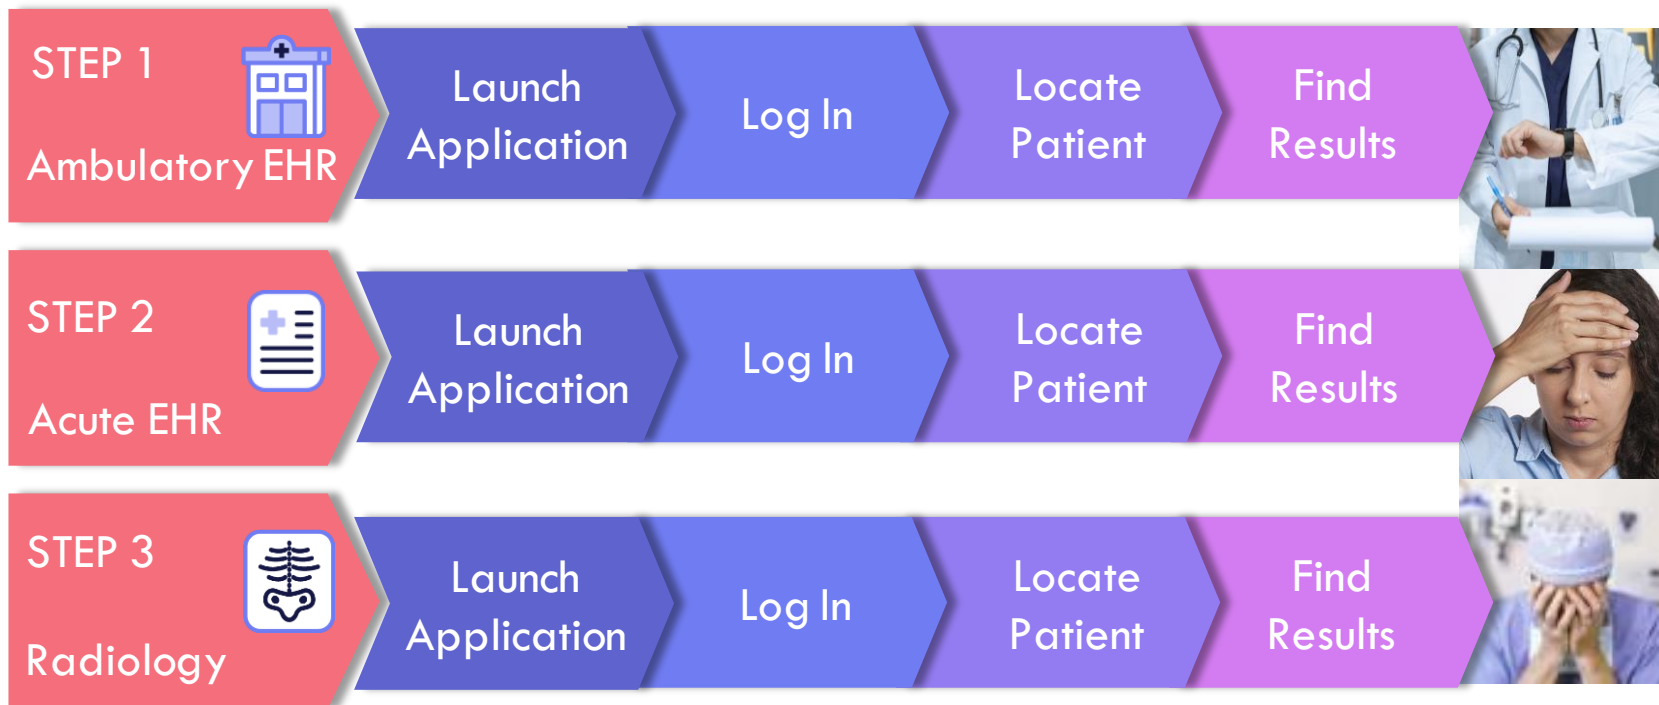 STEP 1
Ambulatory EHR
Launch
Application
Log In
Locate
Patient
Find
Results
STEP 2
Acute EHR
Launch
Application
Log In
Locate
Patient
Find
Results
STEP 3
Radiology
Launch
Application
Log In
Locate
Patient
Find
Results